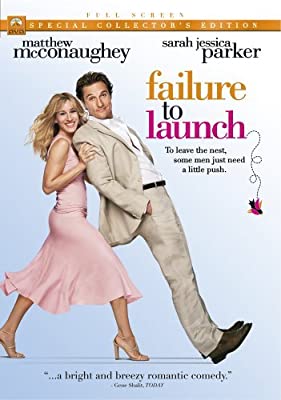 FULL SCREEN
SPECIAL COLLECTOR'S EDITION
DVD
matthew sarah jessica
mcconaughey parker
failure
to
launch
To leave the nest,
some men just need
a little push.
"...a bright and breezy romantic comedy."
- Gene Shalit, TODAY